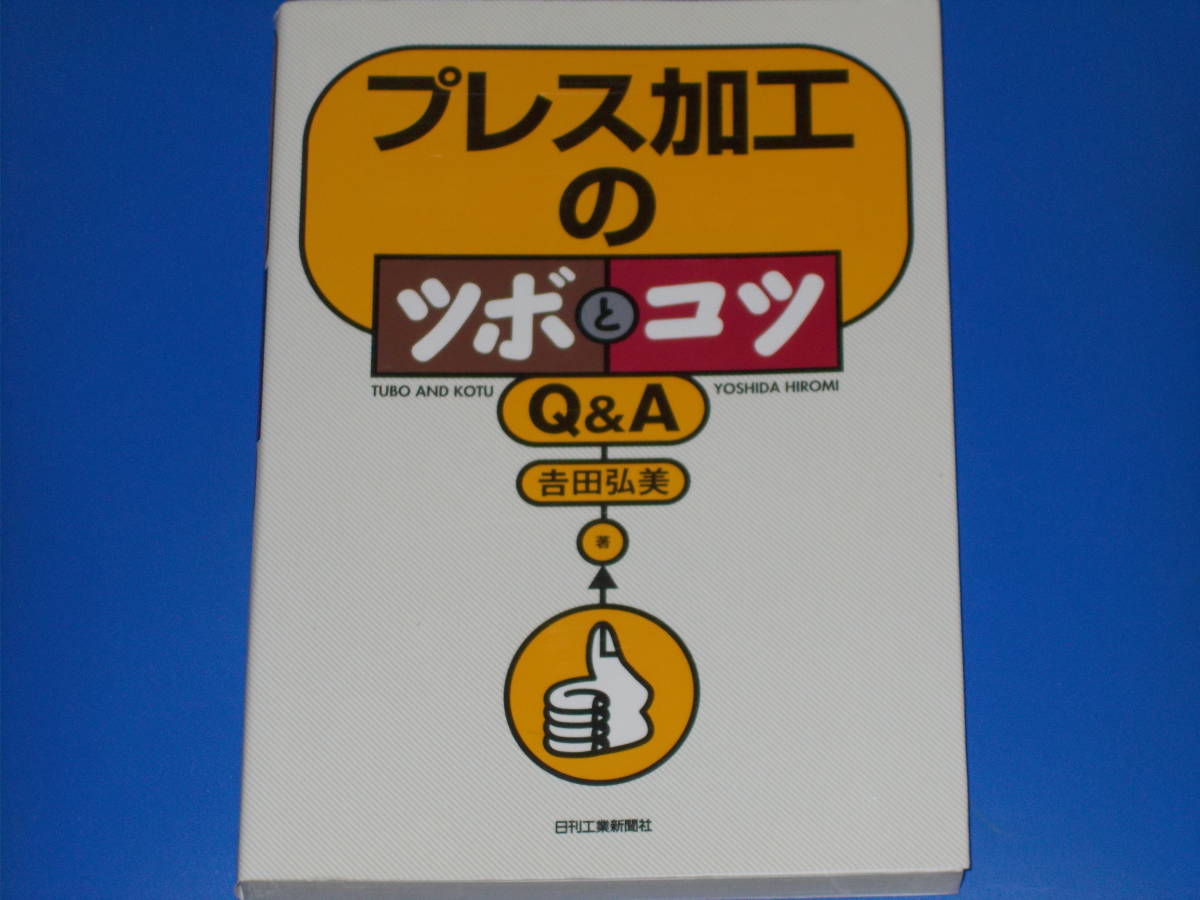 プレス加工
の
ツボとコツ
TUBO AND KOTU
YOSHIDA HIROMI
Q&A
𠮷田弘美
著
日刊工業新聞社